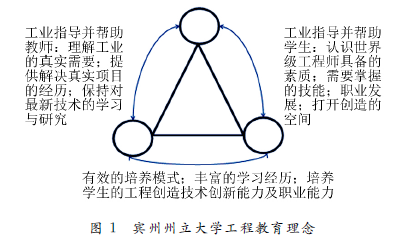 工业指导并帮助
教师：理解工业
的真实需要；提
供解决真实项目
的经历；保持对
最新技术的学习
与研究
工业指导并帮助
学生：认识世界
级工程师具备的
素质；需要掌握
的技能；职业发
展；打开创造的
空间
有效的培养模式；丰富的学习经历；培养
学生的工程创造技术创新能力及职业能力
图 1 宾州州立大学工程教育理念